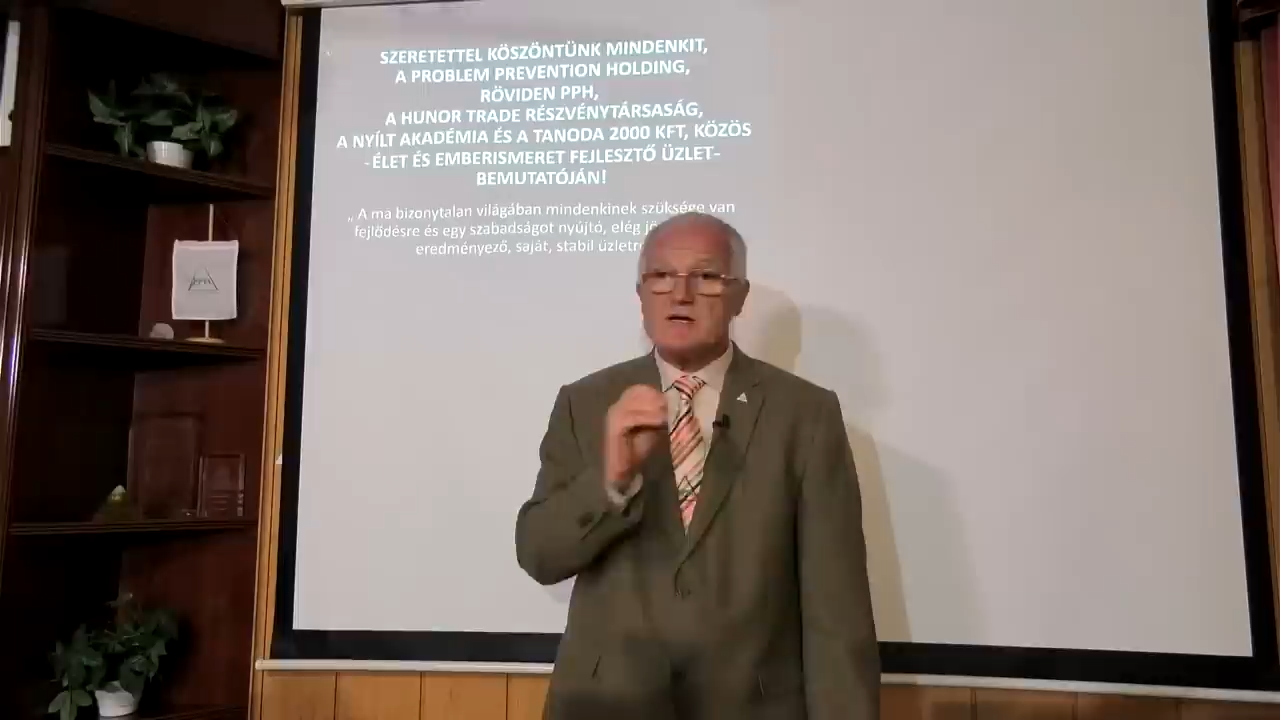 SZERETETTEL KÖSZÖNTÜNK MINDENKIT,
A PROBLEM PREVENTION HOLDING,
RÖVIDEN PPH,
A HUNOR TRADE RÉSZVÉNYTÁRSASÁG,
A NYÍLT AKADÉMIA ÉS A TANODA 2000 KFT, KÖZÖS
- ÉLET ÉS EMBERISMERET FEJLESZTŐ ÜZLET-
BEMUTATÓJÁN!
„ A ma bizonytalan világában mindenkinek szüksége van
fejlődésre és egy szabadságot nyújtó, elég
eredményező, saját, stabil
PPH